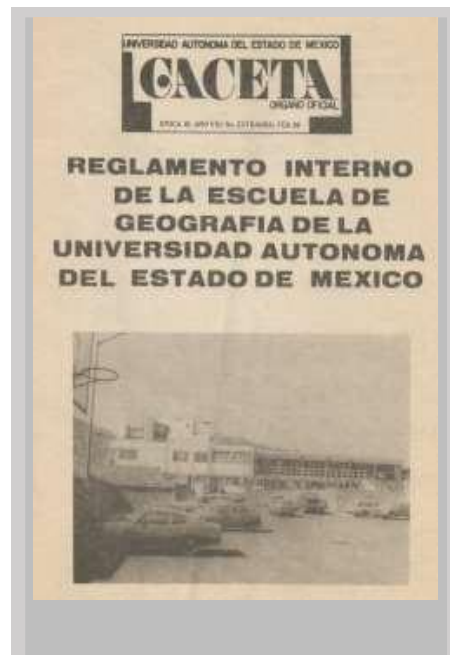 UNIVERSIDAD AUTONOMA DEL ESTADO DE MEXICO
GACETA
ORGANO OFICIAL
REGLAMENTO INTERNO
DE LA ESCUELA DE
GEOGRAFIA DE LA
UNIVERSIDAD AUTONOMA
DEL ESTADO DE MEXICO